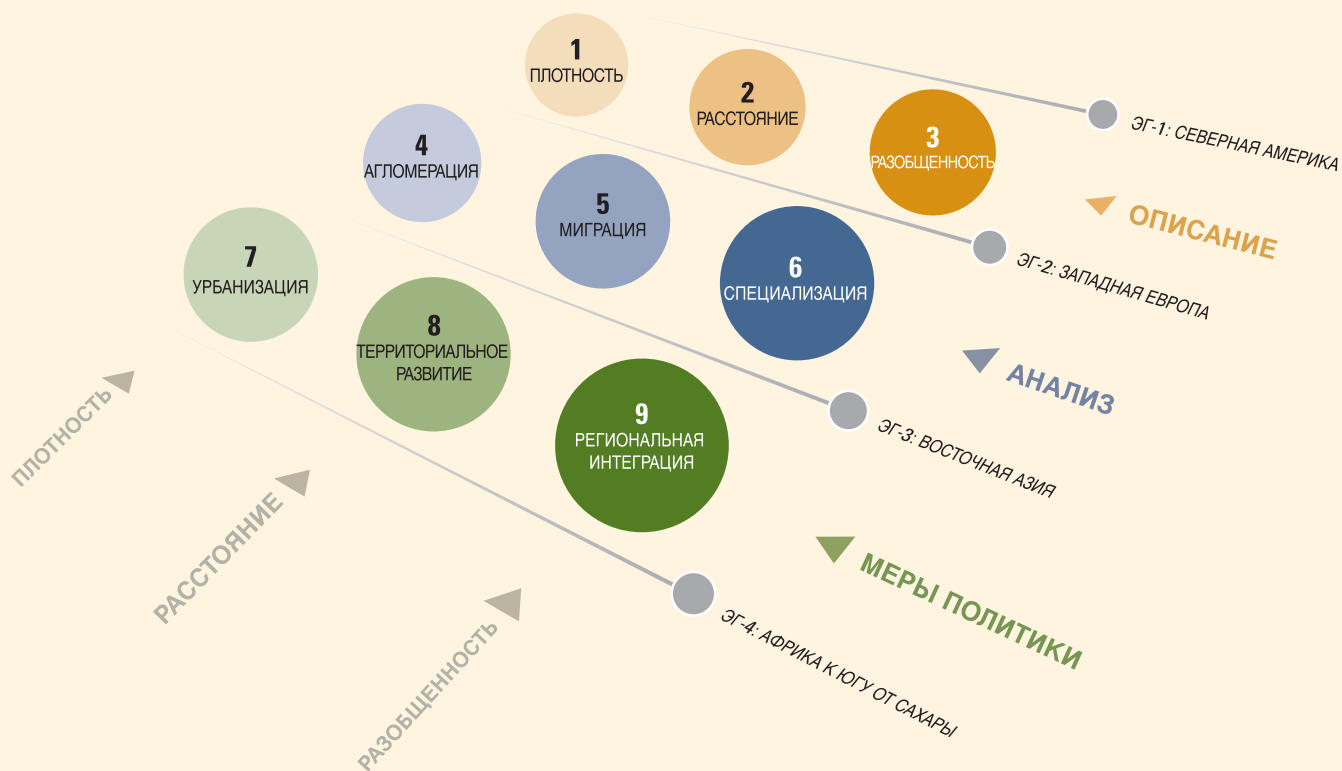 1
ПЛОТНОСТЬ
2
РАССТОЯНИЕ
3
РАЗОБЩЕННОСТЬ
ЭГ-1: СЕВЕРНАЯ АМЕРИКА
ОПИСАНИЕ
4
АГЛОМЕРАЦИЯ
5
МИГРАЦИЯ
6
СПЕЦИАЛИЗАЦИЯ
ЭГ-2: ЗАПАДНАЯ ЕВРОПА
АНАЛИЗ
7
УРБАНИЗАЦИЯ
8
ТЕРРИТОРИАЛЬНОЕ
РАЗВИТИЕ
9
РЕГИОНАЛЬНАЯ
ИНТЕГРАЦИЯ
ЭГ-3: ВОСТОЧНАЯ АЗИЯ
МЕРЫ ПОЛИТИКИ
ЭГ-4: АФРИКА К ЮГУ ОТ САХАРЫ
ПЛОТНОСТЬ
РАССТОЯНИЕ
РАЗОБЩЕННОСТЬ